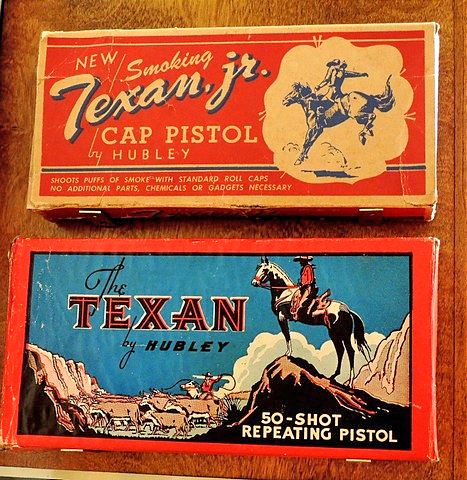 NEW Smoking
Texan, jr.
CAP PISTOL
by HUBLEY
SHOOTS PUFFS OF SMOKE WITH STANDARD ROLL CAPS
NO ADDITIONAL PARTS, CHEMICALS OR GADGETS NECESSARY
The
TEXAN
by HUBLEY
50-SHOT
REPEATING PISTOL